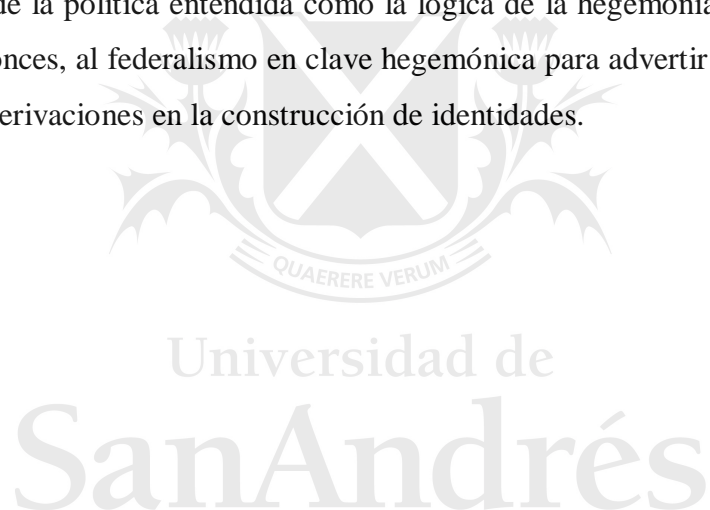 de la política entendida como la lógica de la hegemonía
onces, al federalismo en clave hegemónica para advertir
erivaciones en la construcción de identidades.
QUAERERE VERUM
Universidad de
SanAndrés